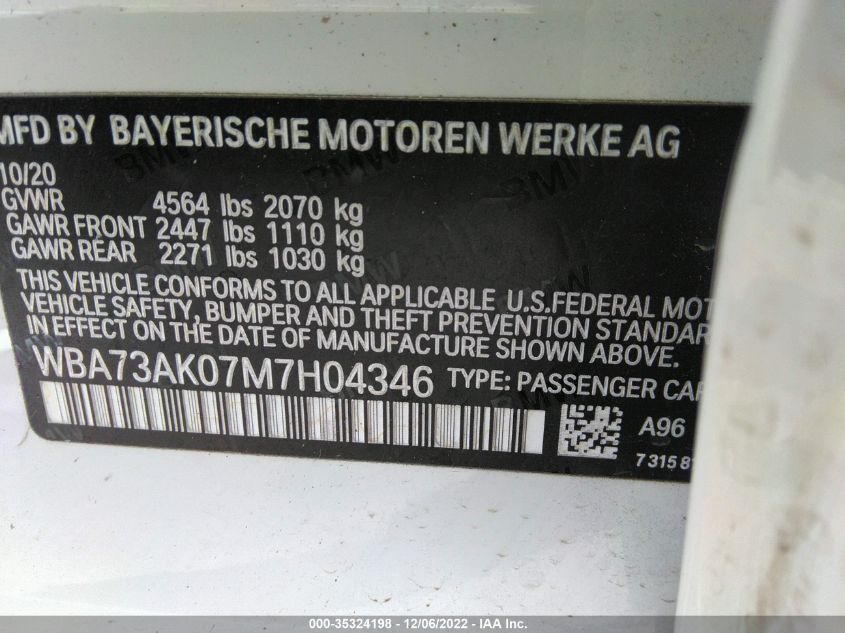 MFD BY BAYERISCHE MOTOREN WERKE AG
10/20
GVWR 4564 lbs 2070 kg
GAWR FRONT 2447 lbs 1110 kg
GAWR REAR 2271 lbs 1030 kg
THIS VEHICLE CONFORMS TO ALL APPLICABLE U.S.FEDERAL MOT
VEHICLE SAFETY, BUMPER AND THEFT PREVENTION STANDAR
IN EFFECT ON THE DATE OF MANUFACTURE SHOWN ABOVE.
WBA73AK07M7H04346 TYPE: PASSENGER CAR
A96
7315 8
000-35324198 - 12/06/2022 - IAA Inc.